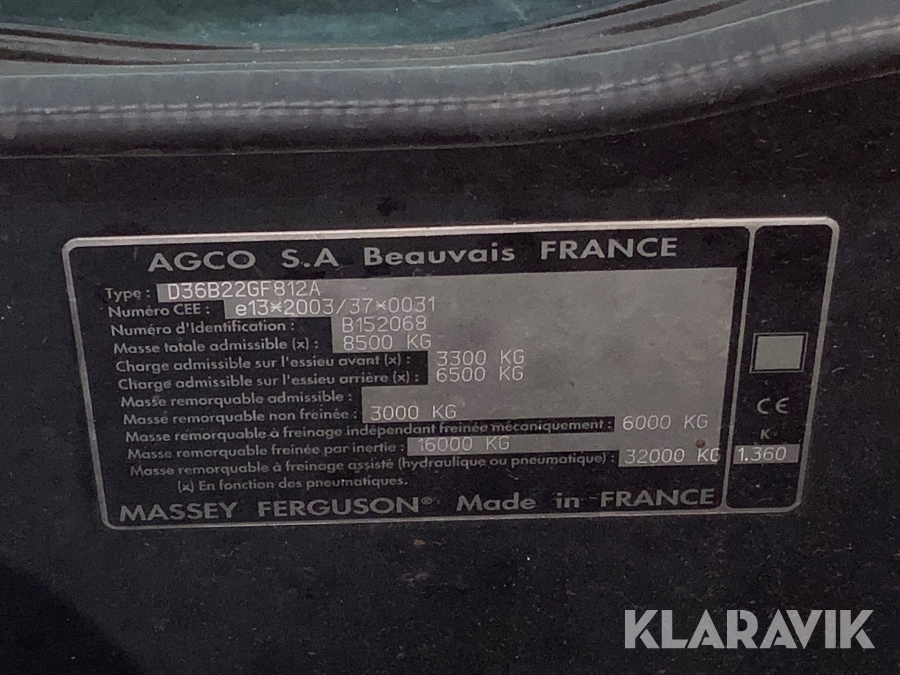 AGCO S.A Beauvais FRANCE
Type : D36B22GF812A
Numéro CEE : e13*2003/37*0031
Numéro d'Identification : B152068
Masse totale admissible (x) : 8500 KG
Charge admissible sur l'essieu avant (x) : 3300 KG
Charge admissible sur l'essieu arrière (x) : 6500 KG
Masse remorquable admissible :
Masse remorquable non freinée : 3000 KG
Masse remorquable à freinage indépendant freinée mécaniquement : 6000 KG
Masse remorquable freinée par inertie : 16000 KG
Masse remorquable à freinage assisté (hydraulique ou pneumatique) : 32000 KG
(x) En fonction des pneumatiques.
MASSEY FERGUSON® Made in FRANCE
CE
K
1.360
KLARAVIK